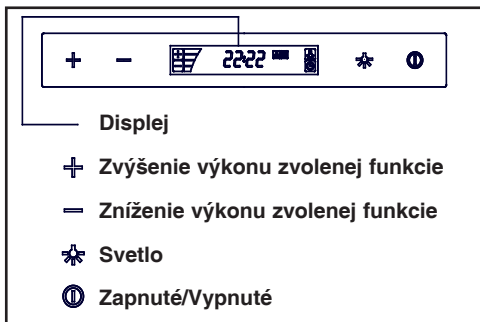 + − 22:22
Displej
+ Zvýšenie výkonu zvolenej funkcie
− Zníženie výkonu zvolenej funkcie
Svetlo
Zapnuté/Vypnuté